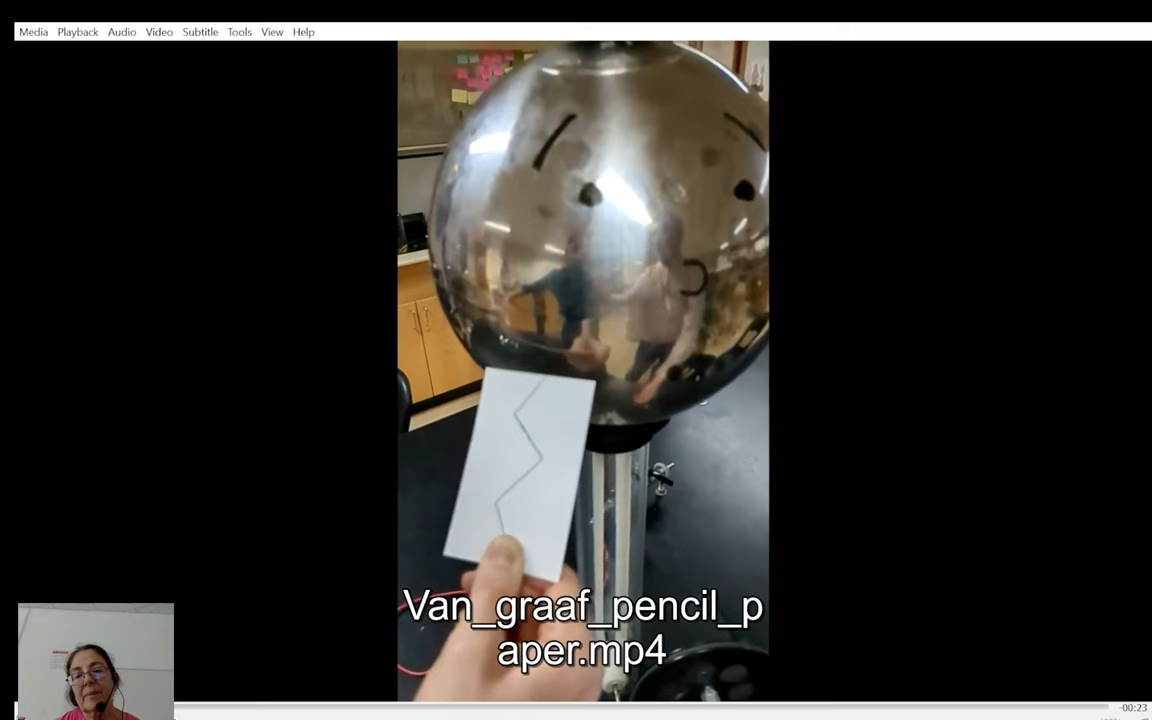 Media Playback Audio Video Subtitle Tools View Help
Van_graaf_pencil_p
aper.mp4
-00:23